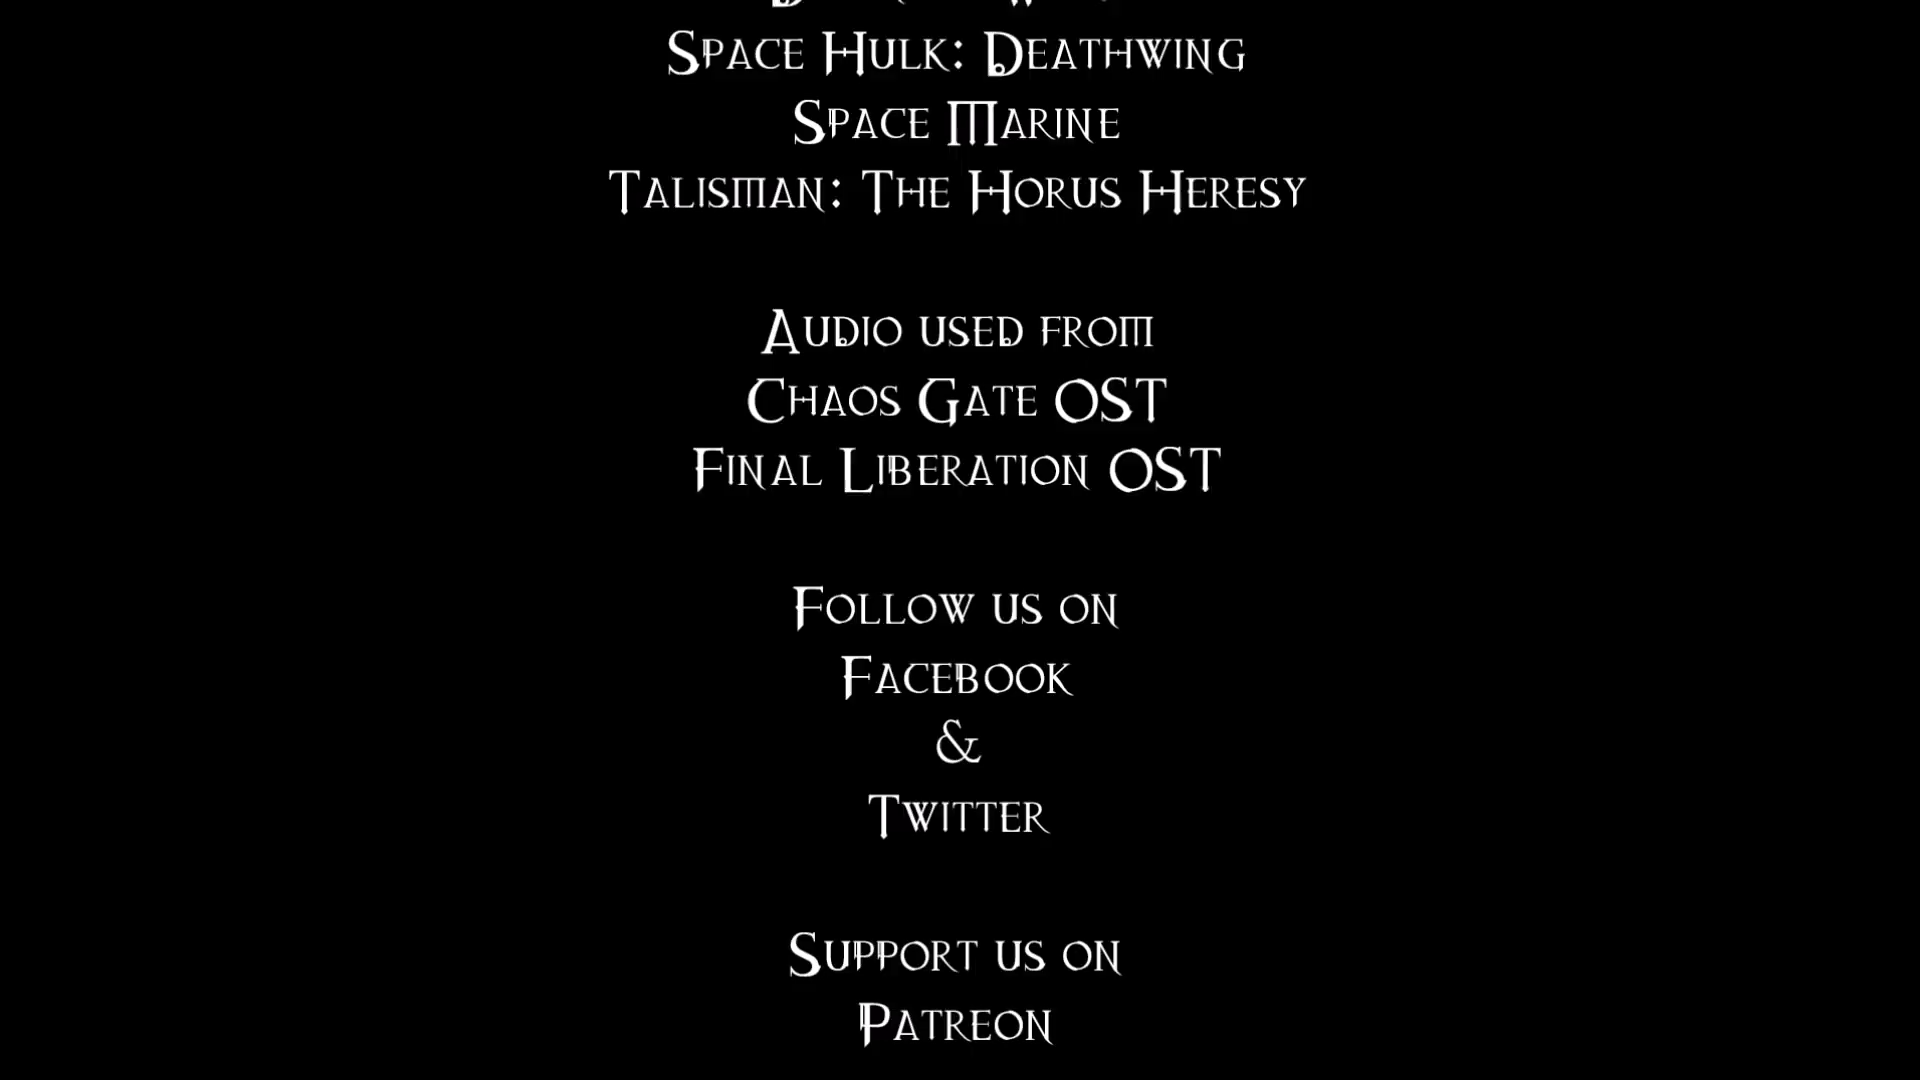 Space Hulk: Deathwing
Space Marine
Talisman: The Horus Heresy
Audio used from
Chaos Gate OST
Final Liberation OST
Follow us on
Facebook
&
Twitter
Support us on
Patreon